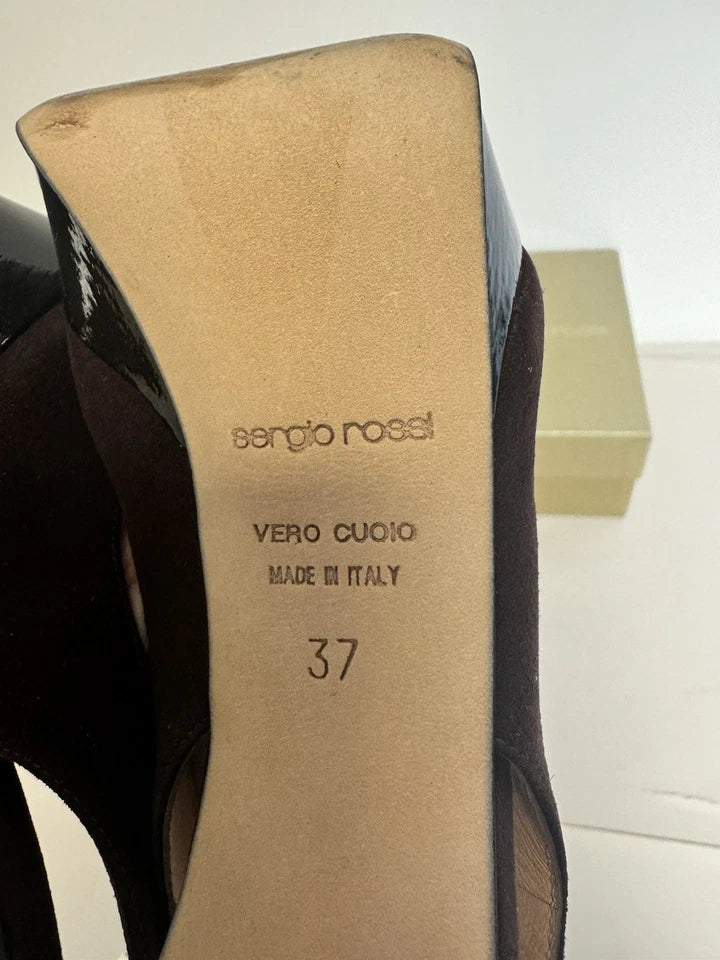 sergio rossi
VERO CUOIO
MADE IN ITALY
37